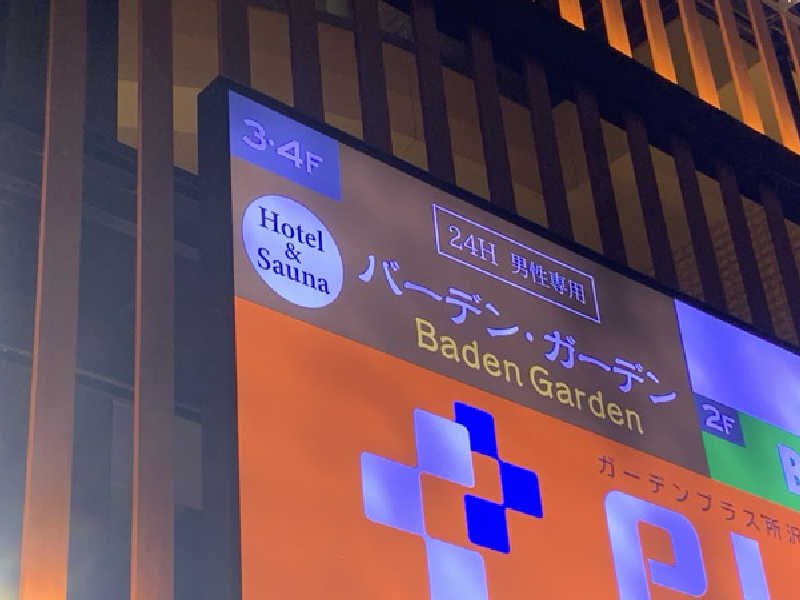 3·4F
Hotel
&
Sauna
24H 男性専用
バーデン・ガーデン
Baden Garden
2F
ガーデンプラス所沢